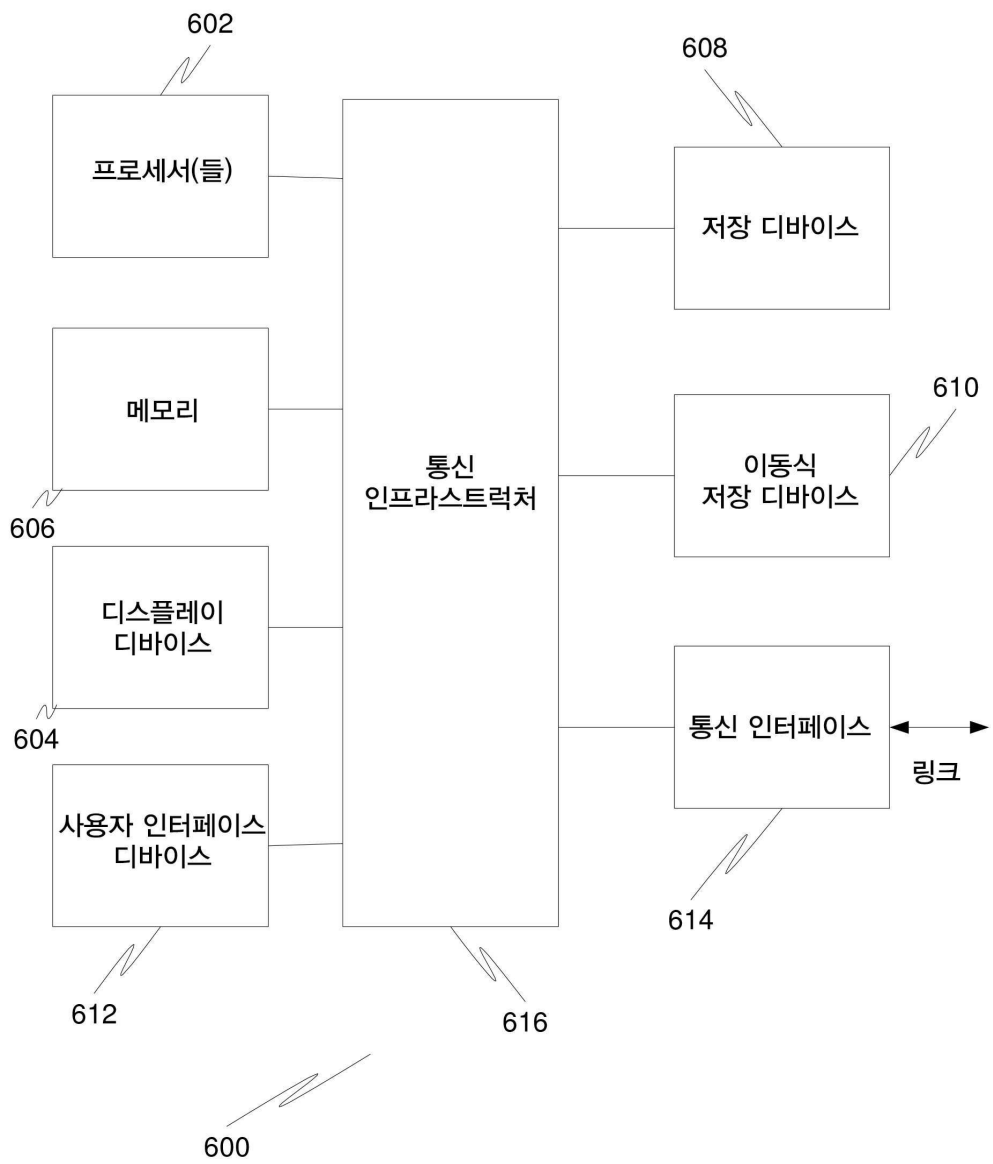 602
608
프로세서(들)
저장 디바이스
메모리
610
606
통신
인프라스트럭처
이동식
저장 디바이스
디스플레이
디바이스
604
통신 인터페이스
링크
사용자 인터페이스
디바이스
614
612
616
600